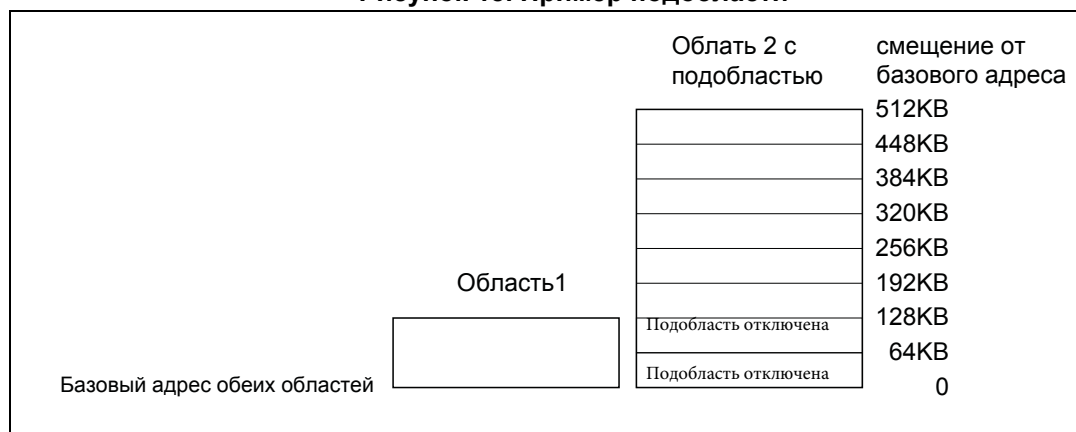 Облать 2 с
подобластью
смещение от
базового адреса
512KB
448KB
384KB
320KB
256KB
Область1
192KB
Подобласть отключена
128KB
64KB
Подобласть отключена
Базовый адрес обеих областей
0